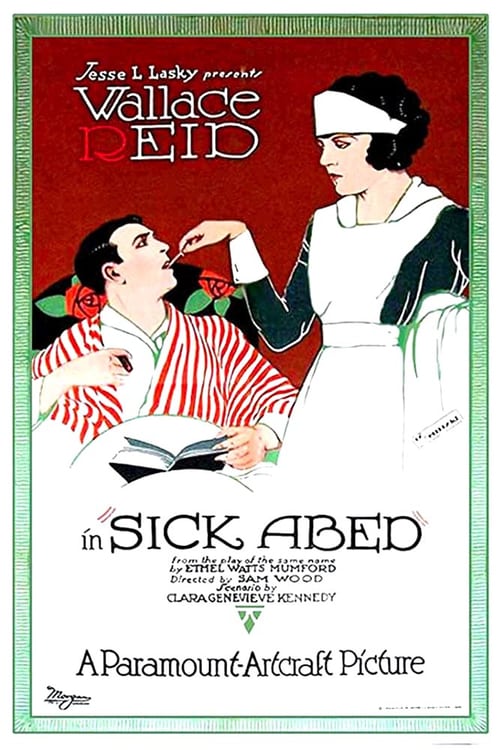 Jesse L Lasky presents
Wallace
REID
in "SICK ABED"
from the play of the same name
by ETHEL WATTS MUMFORD
Directed by SAM WOOD
Scenario by
CLARA GENEVIEVE KENNEDY
A Paramount-Artcraft Picture
Morgan